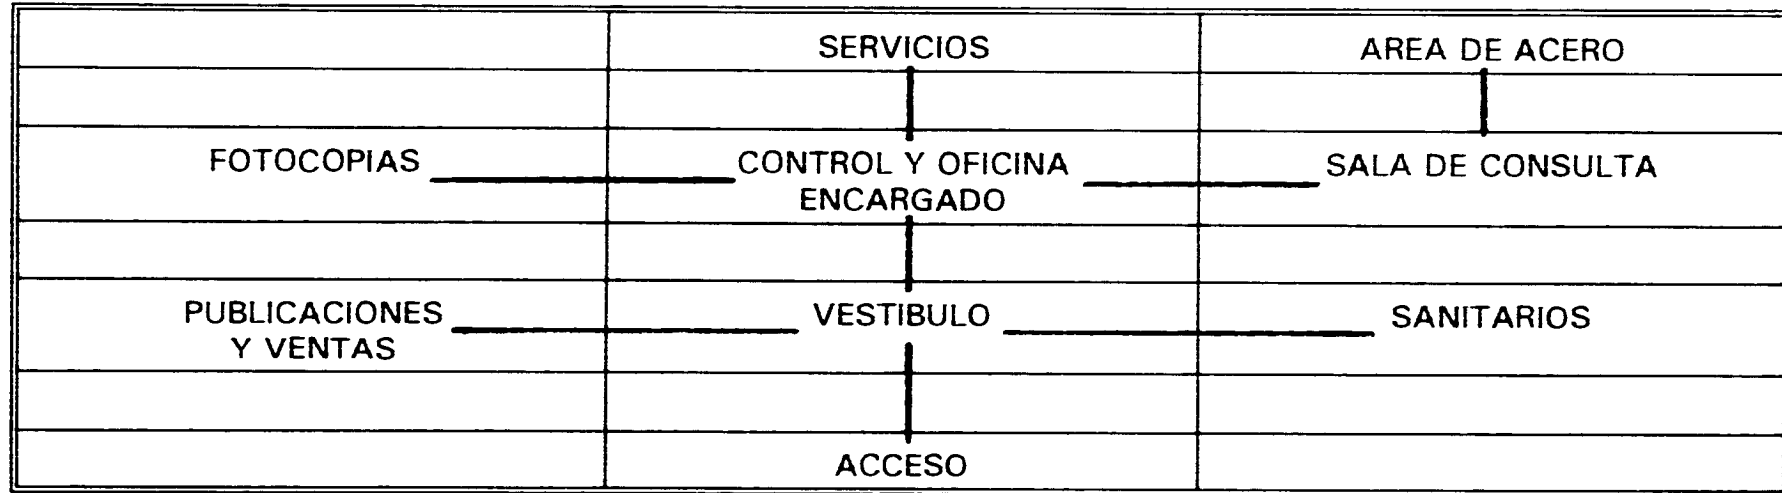 SERVICIOS
AREA DE ACERO
FOTOCOPIAS
CONTROL Y OFICINA
ENCARGADO
SALA DE CONSULTA
PUBLICACIONES
Y VENTAS
VESTIBULO
SANITARIOS
ACCESO